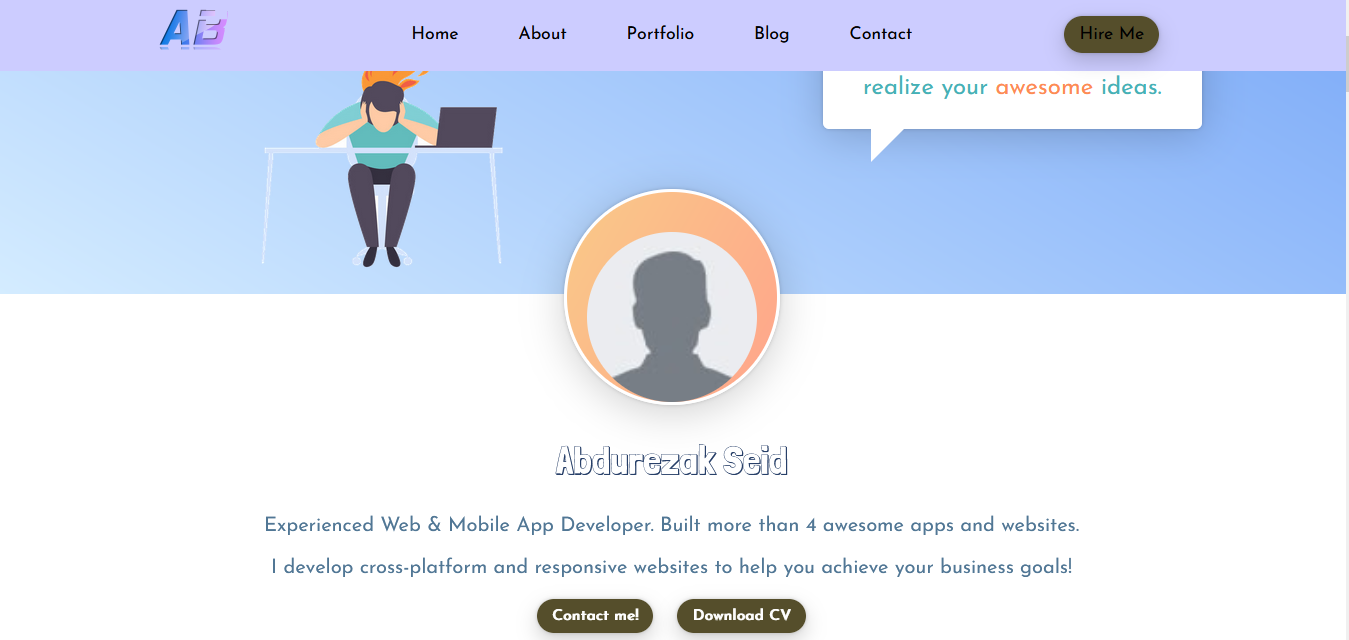 AB
Home
About
Portfolio
Blog
Contact
Hire Me
realize your awesome ideas.
Abdurezak Seid
Experienced Web & Mobile App Developer. Built more than 4 awesome apps and websites.
I develop cross-platform and responsive websites to help you achieve your business goals!
Contact me!
Download CV